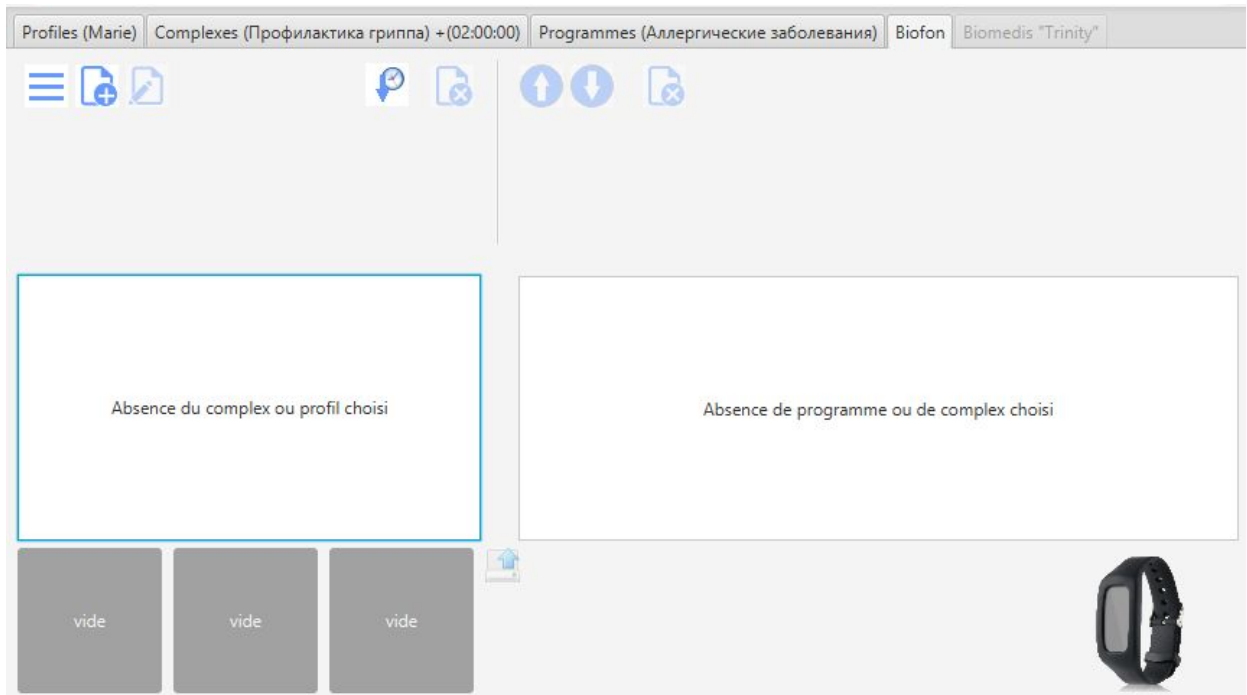 Profiles (Marie) Complexes (Профилактика гриппа) +(02:00:00) Programmes (Аллергические заболевания) Biofon Biomedis "Trinity"
Absence du complex ou profil choisi
Absence de programme ou de complex choisi
vide vide vide